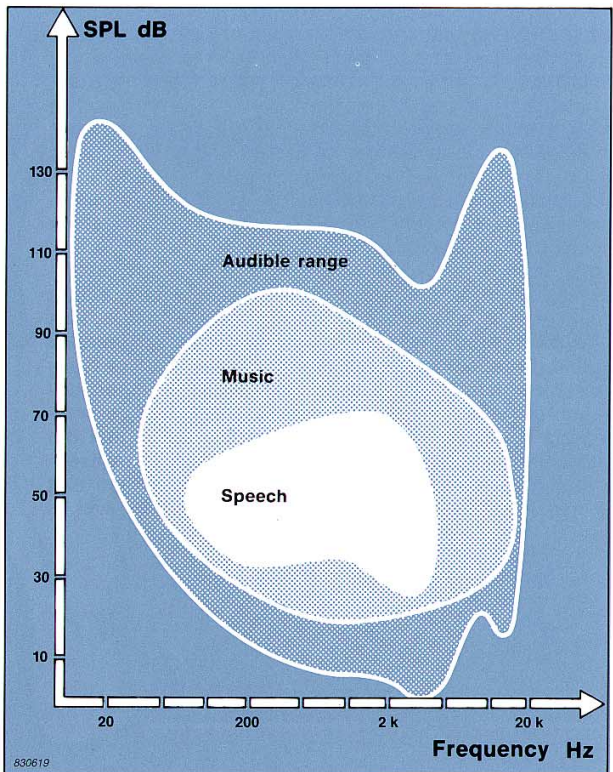 SPL dB
130
110
90
70
50
30
10
Audible range
Music
Speech
20
200
2 k
20 k
Frequency Hz
830619